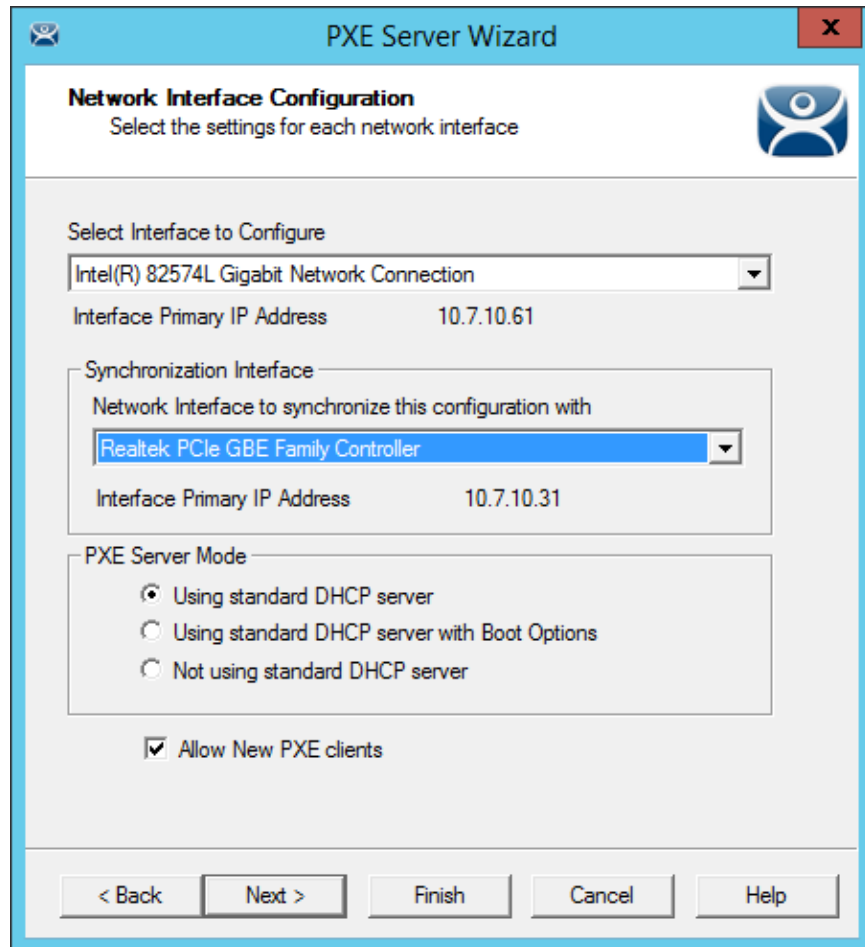 PXE Server Wizard
x
Network Interface Configuration
Select the settings for each network interface
Select Interface to Configure
Intel(R) 82574L Gigabit Network Connection
Interface Primary IP Address 10.7.10.61
Synchronization Interface
Network Interface to synchronize this configuration with
Realtek PCIe GBE Family Controller
Interface Primary IP Address 10.7.10.31
PXE Server Mode
Using standard DHCP server
Using standard DHCP server with Boot Options
Not using standard DHCP server
Allow New PXE clients
< Back Next > Finish Cancel Help